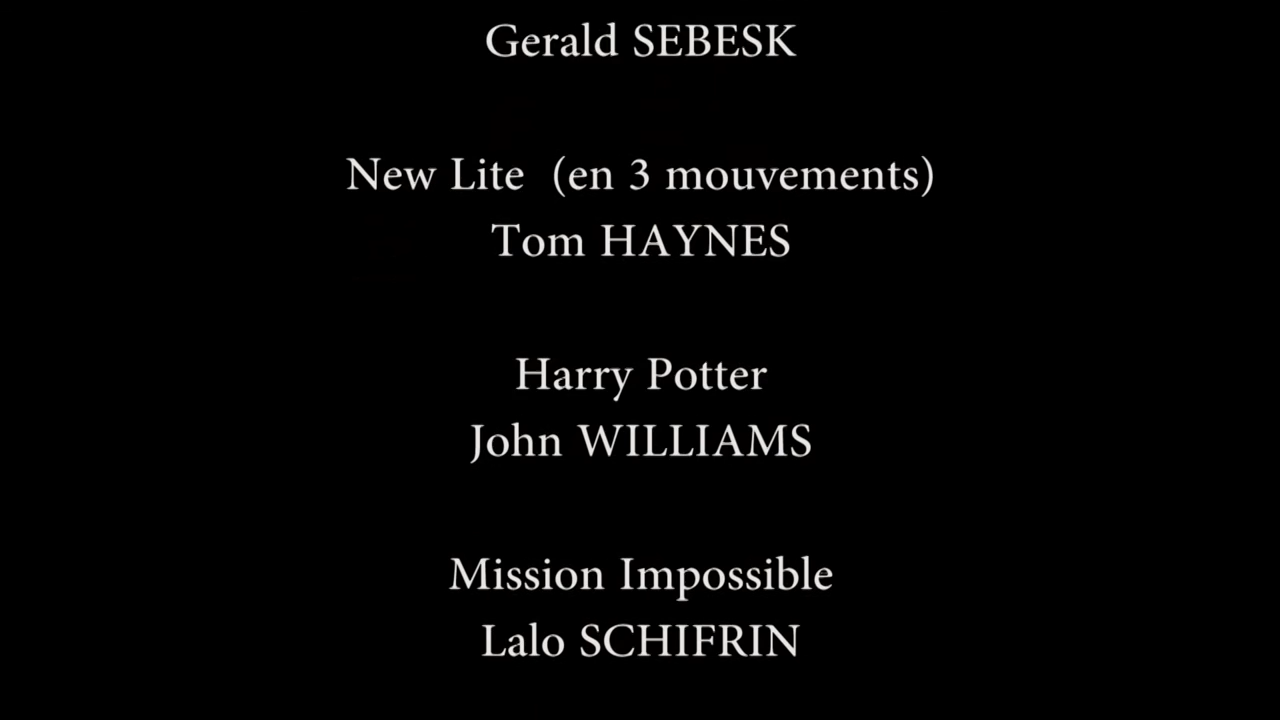 Gerald SEBESK
New Lite (en 3 mouvements)
Tom HAYNES
Harry Potter
John WILLIAMS
Mission Impossible
Lalo SCHIFRIN